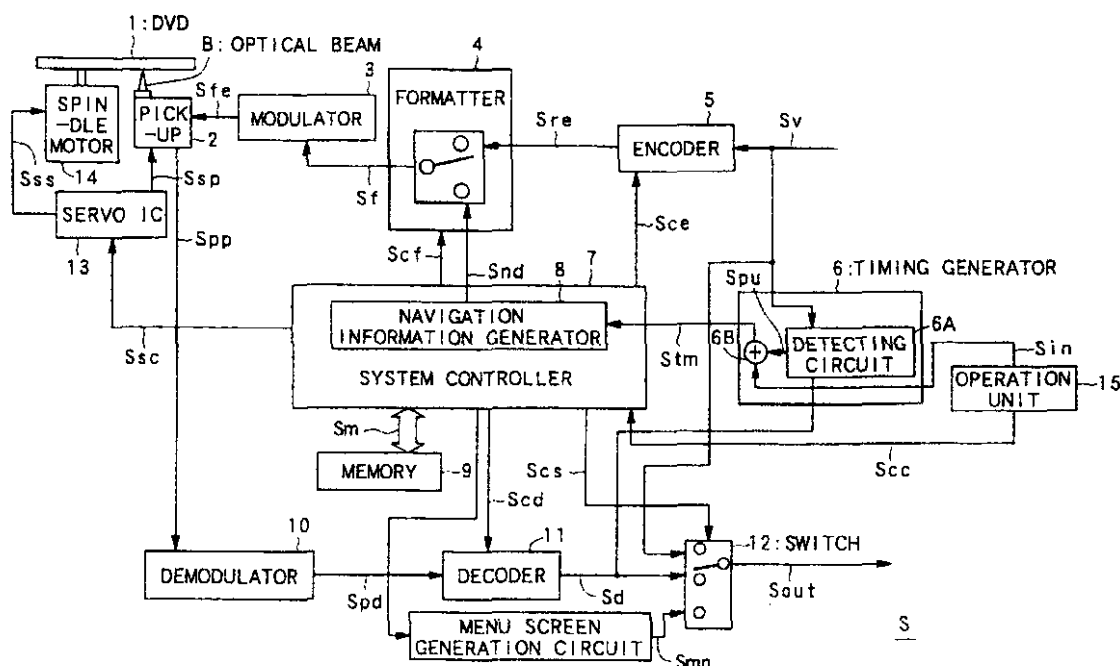 1:DVD
B:OPTICAL BEAM
4
3
FORMATTER
Sfe
MODULATOR
SPIN
-DLE
MOTOR
PICK
-UP
2
14
Sss
Ssp
Sf
Sre
5
ENCODER
Sv
SERVO IC
13
Spp
Scf
Snd
Sce
7
8
NAVIGATION
INFORMATION GENERATOR
SYSTEM CONTROLLER
Ssc
Stm
Spu
6:TIMING GENERATOR
6A
6B
DETECTING
CIRCUIT
Sin
OPERATION
UNIT
15
Sm
MEMORY
9
Scd
Scs
Scc
10
DEMODULATOR
Spd
11
DECODER
Sd
12:SWITCH
Sout
MENU SCREEN
GENERATION CIRCUIT
Smn
S